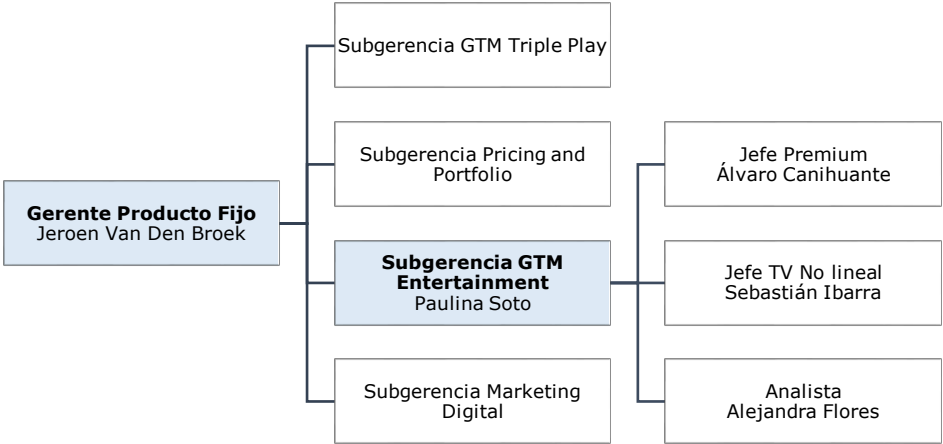 Gerente Producto Fijo
Jeroen Van Den Broek
Subgerencia GTM Triple Play
Subgerencia Pricing and
Portfolio
Subgerencia GTM
Entertainment
Paulina Soto
Subgerencia Marketing
Digital
Jefe Premium
Álvaro Canihuante
Jefe TV No lineal
Sebastián Ibarra
Analista
Alejandra Flores